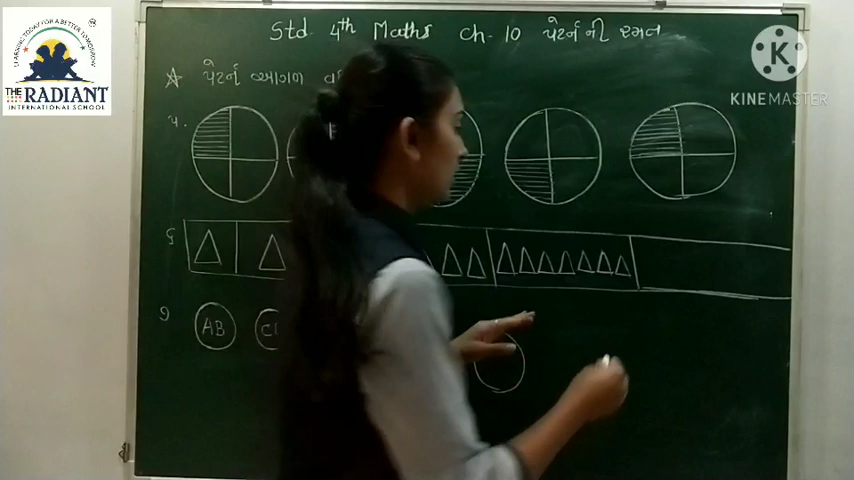 LEARNING TODAY FOR A BETTER TOMORROW
THE RADIANT
INTERNATIONAL SCHOOL
K
KINEMASTER
Std 4th Maths Ch - 10 પેટર્ન ની રમત
પેટર્ન આગળ
૫.
૬
૭ AB